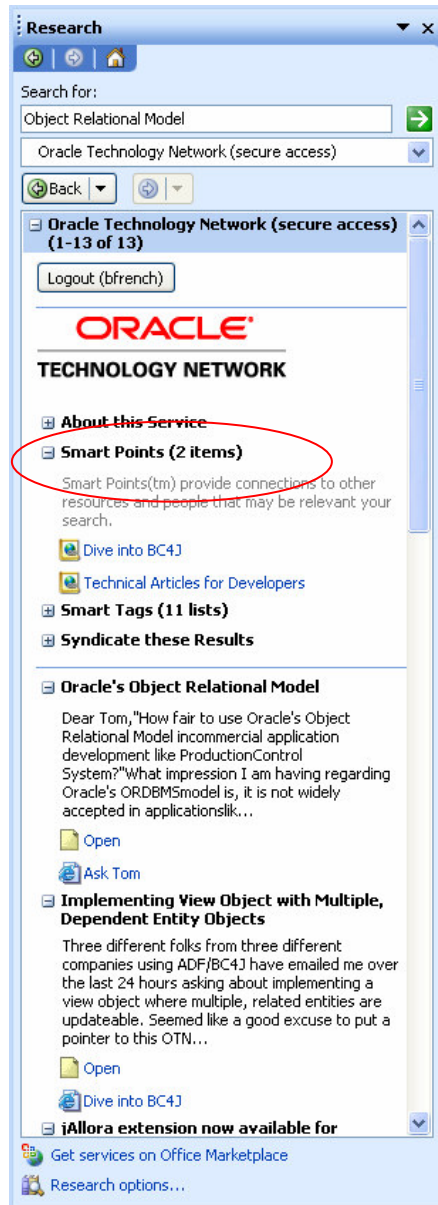 Research
Search for:
Object Relational Model
Oracle Technology Network (secure access)
Back
Oracle Technology Network (secure access)
(1-13 of 13)
Logout (bfrench)
ORACLE
TECHNOLOGY NETWORK
About this Service
Smart Points (2 items)
Smart Points(tm) provide connections to other
resources and people that may be relevant your
search.
Dive into BC4J
Technical Articles for Developers
Smart Tags (11 lists)
Syndicate these Results
Oracle's Object Relational Model
Dear Tom,"How fair to use Oracle's Object
Relational Model incommercial application
development like ProductionControl
System?"What impression I am having regarding
Oracle's ORDBMSmodel is, it is not widely
accepted in applicationslik...
Open
Ask Tom
Implementing View Object with Multiple,
Dependent Entity Objects
Three different folks from three different
companies using ADF/BC4J have emailed me over
the last 24 hours asking about implementing a
view object where multiple, related entities are
updateable. Seemed like a good excuse to put a
pointer to this OTN...
Open
Dive into BC4J
jAllora extension now available for
Get services on Office Marketplace
Research options...